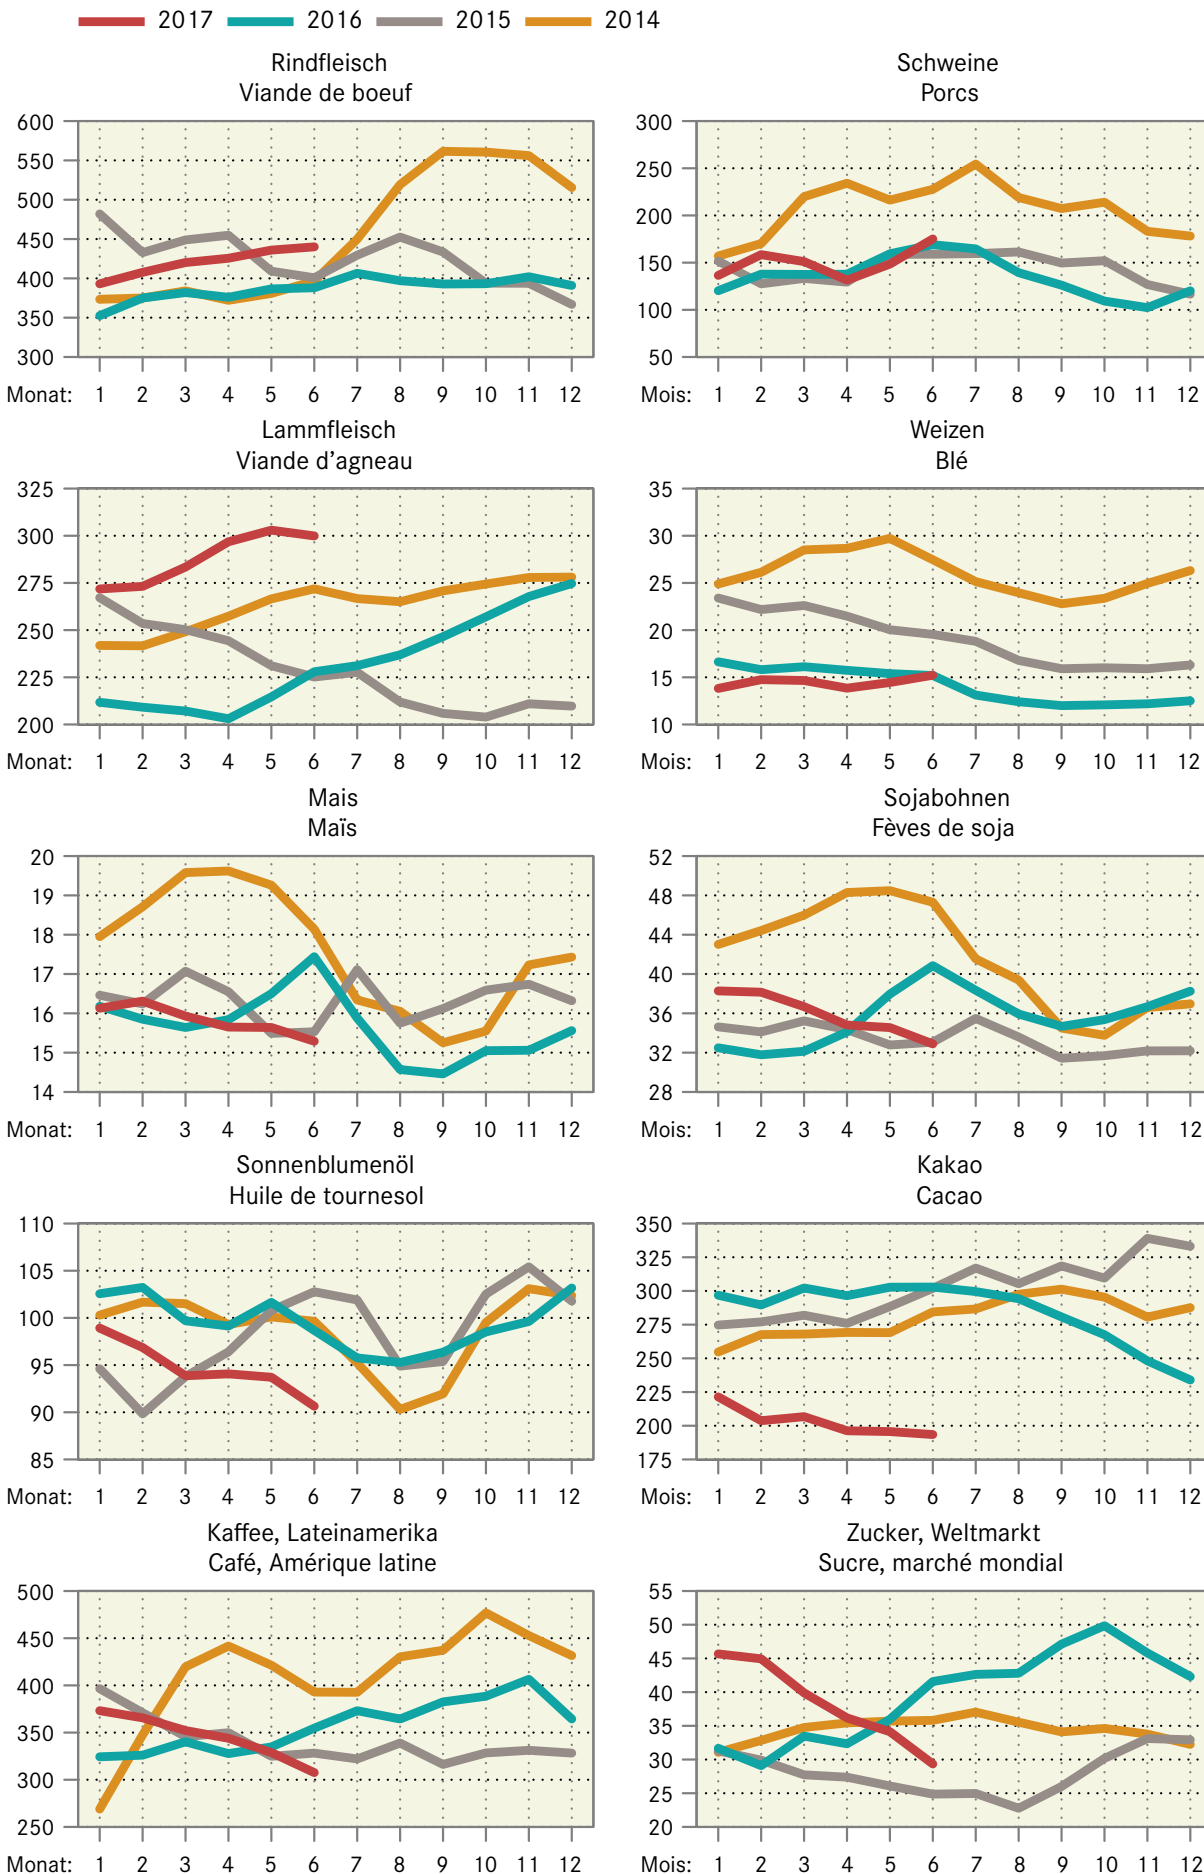 2017 2016 2015 2014
Rindfleisch
Viande de boeuf
600
550
500
450
400
350
300
Monat: 1 2 3 4 5 6 7 8 9 10 11 12
Schweine
Porcs
300
250
200
150
100
50
Mois: 1 2 3 4 5 6 7 8 9 10 11 12
Lammfleisch
Viande d'agneau
325
300
275
250
225
200
Monat: 1 2 3 4 5 6 7 8 9 10 11 12
Weizen
Blé
35
30
25
20
15
10
Mois: 1 2 3 4 5 6 7 8 9 10 11 12
Mais
Maïs
20
19
18
17
16
15
14
Monat: 1 2 3 4 5 6 7 8 9 10 11 12
Sojabohnen
Fèves de soja
52
48
44
40
36
32
28
Mois: 1 2 3 4 5 6 7 8 9 10 11 12
Sonnenblumenöl
Huile de tournesol
110
105
100
95
90
85
Monat: 1 2 3 4 5 6 7 8 9 10 11 12
Kakao
Cacao
350
325
300
275
250
225
200
175
Mois: 1 2 3 4 5 6 7 8 9 10 11 12
Kaffee, Lateinamerika
Café, Amérique latine
500
450
400
350
300
250
Monat: 1 2 3 4 5 6 7 8 9 10 11 12
Zucker, Weltmarkt
Sucre, marché mondial
55
50
45
40
35
30
25
20
Mois: 1 2 3 4 5 6 7 8 9 10 11 12